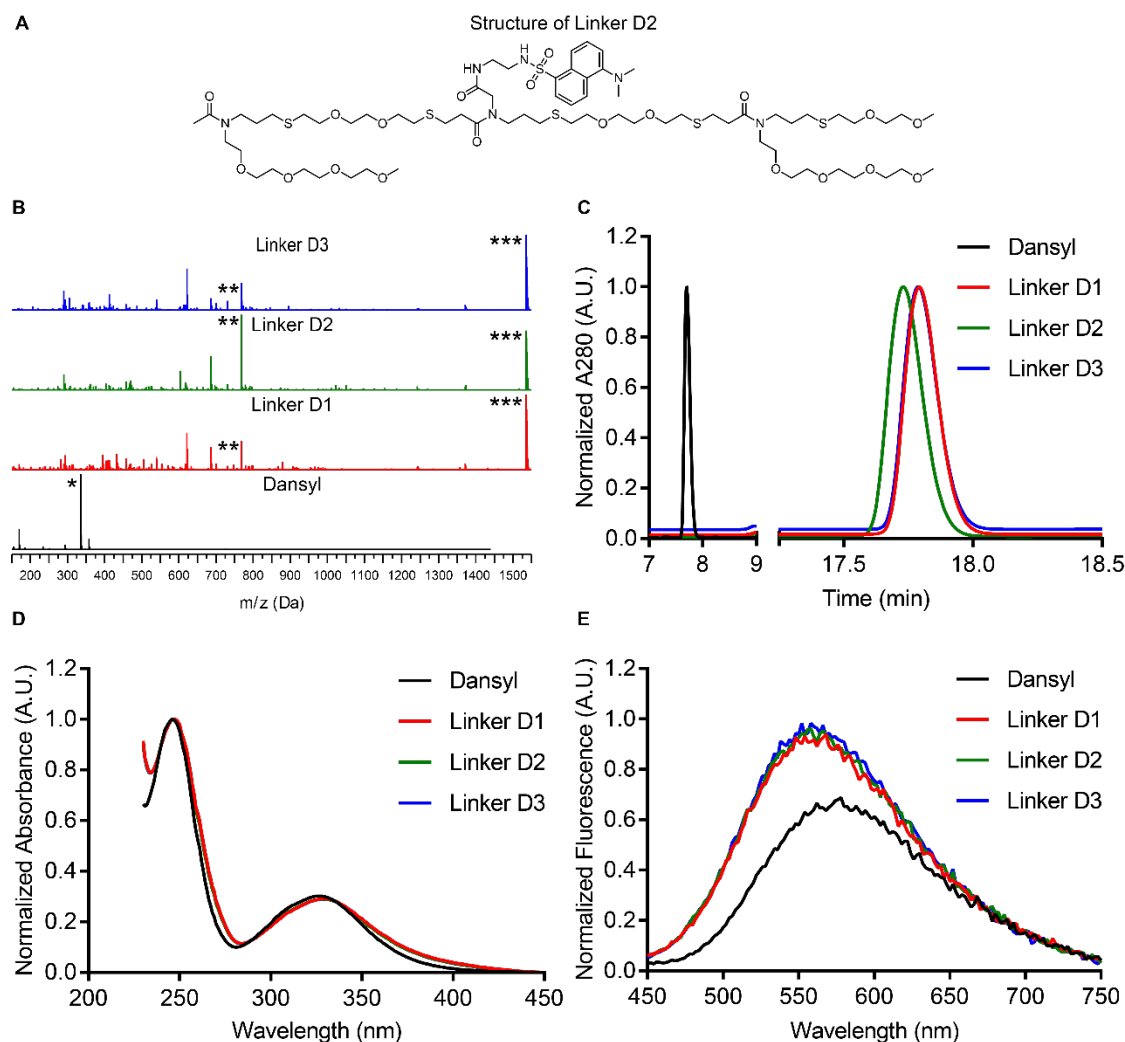 A
Structure of Linker D2
H
N
H
N
O
O
S
O
N
O
N
S
O
O
S
O
N
S
O
O
S
O
N
S
O
O
O
O
O
O
O
O
O
O
B
Linker D3
***
**
Linker D2
***
**
Linker D1
***
**
Dansyl
*
200 300 400 500 600 700 800 900 1000 1100 1200 1300 1400 1500
m/z (Da)
C
Normalized A280 (A.U.)
1.2
1.0
0.8
0.6
0.4
0.2
0.0
7 8 9 17.5 18.0 18.5
Time (min)
Dansyl
Linker D1
Linker D2
Linker D3
D
Normalized Absorbance (A.U.)
1.2
1.0
0.8
0.6
0.4
0.2
0.0
200 250 300 350 400 450
Wavelength (nm)
Dansyl
Linker D1
Linker D2
Linker D3
E
Normalized Fluorescence (A.U.)
1.2
1.0
0.8
0.6
0.4
0.2
0.0
450 500 550 600 650 700 750
Wavelength (nm)
Dansyl
Linker D1
Linker D2
Linker D3